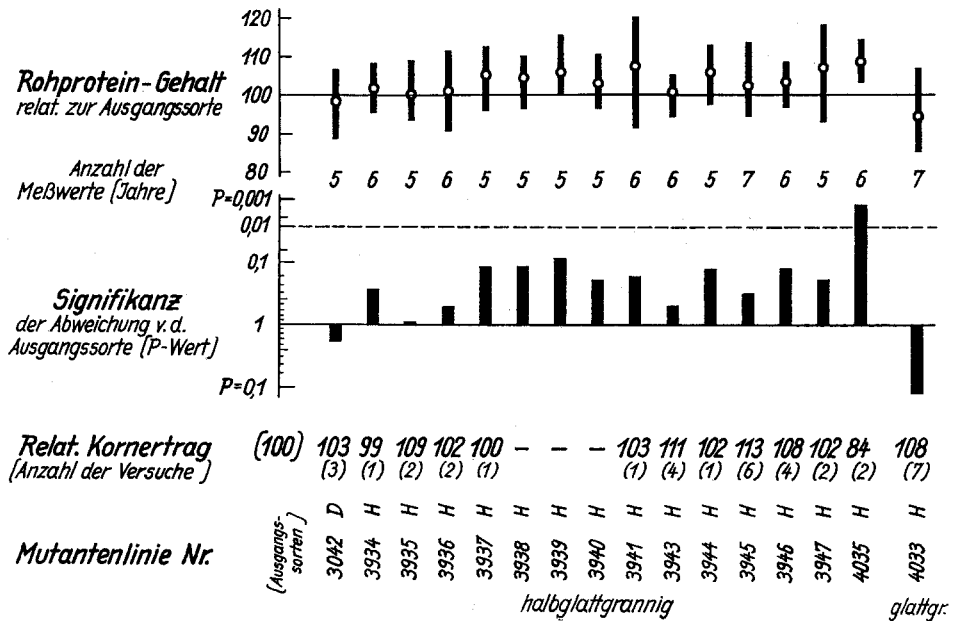 120
110
Rohprotein-Gehalt
100
relat. zur Ausgangssorte
90
Anzahl der
80
Meßwerte (Jahre)
5 6 5 6 5 5 5 5 6 6 5 7 6 5 6 7
P=0,001
0,01
0,1
Signifikanz
der Abweichung v. d.
1
Ausgangssorte (P-Wert)
P=0,1
Relat. Kornertrag (100) 103 99 109 102 100 – – – 103 111 102 113 108 102 84 108
(Anzahl der Versuche) (3) (1) (2) (2) (1) (1) (4) (1) (6) (4) (2) (2) (7)
(Ausgangs-
sorten) D H H H H H H H H H H H H H H H
Mutantenlinie Nr. 3042 3934 3935 3936 3937 3938 3939 3940 3941 3943 3944 3945 3946 3947 4035 4033
halbglattgrannig glattgr.